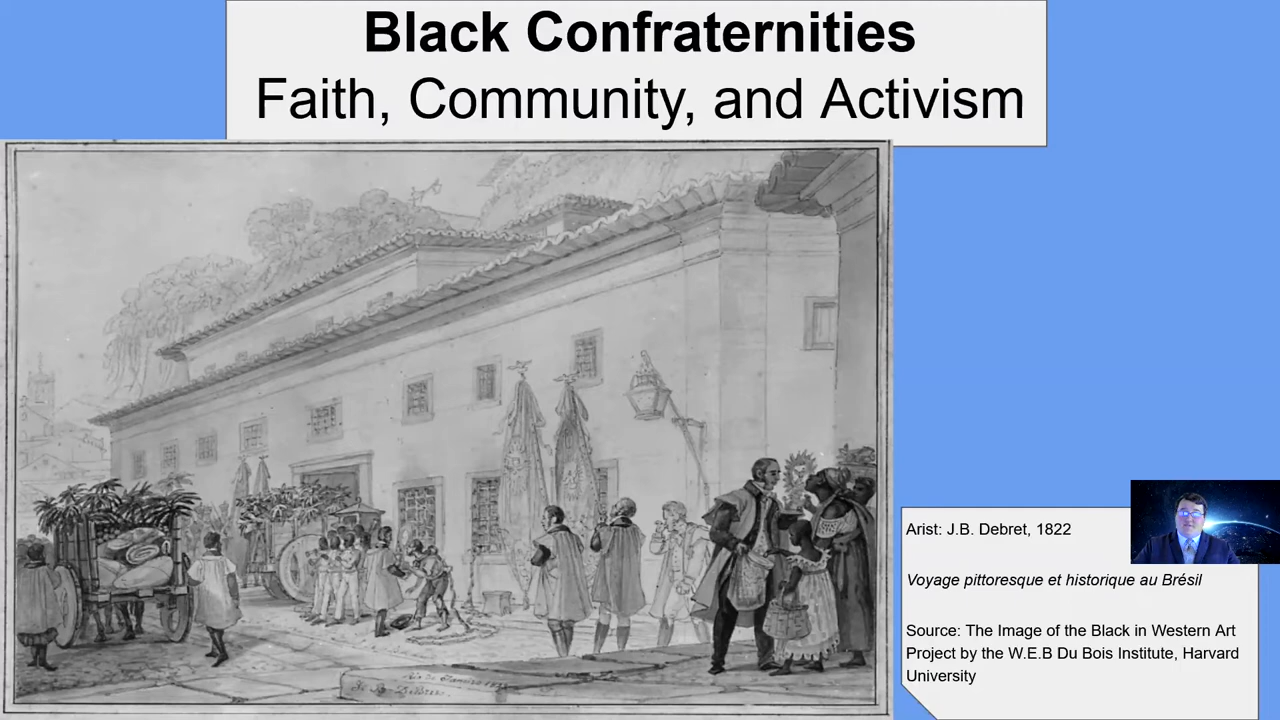 Black Confraternities
Faith, Community, and Activism
Arist: J.B. Debret, 1822
Voyage pittoresque et historique au Brésil
Source: The Image of the Black in Western Art
Project by the W.E.B Du Bois Institute, Harvard
University